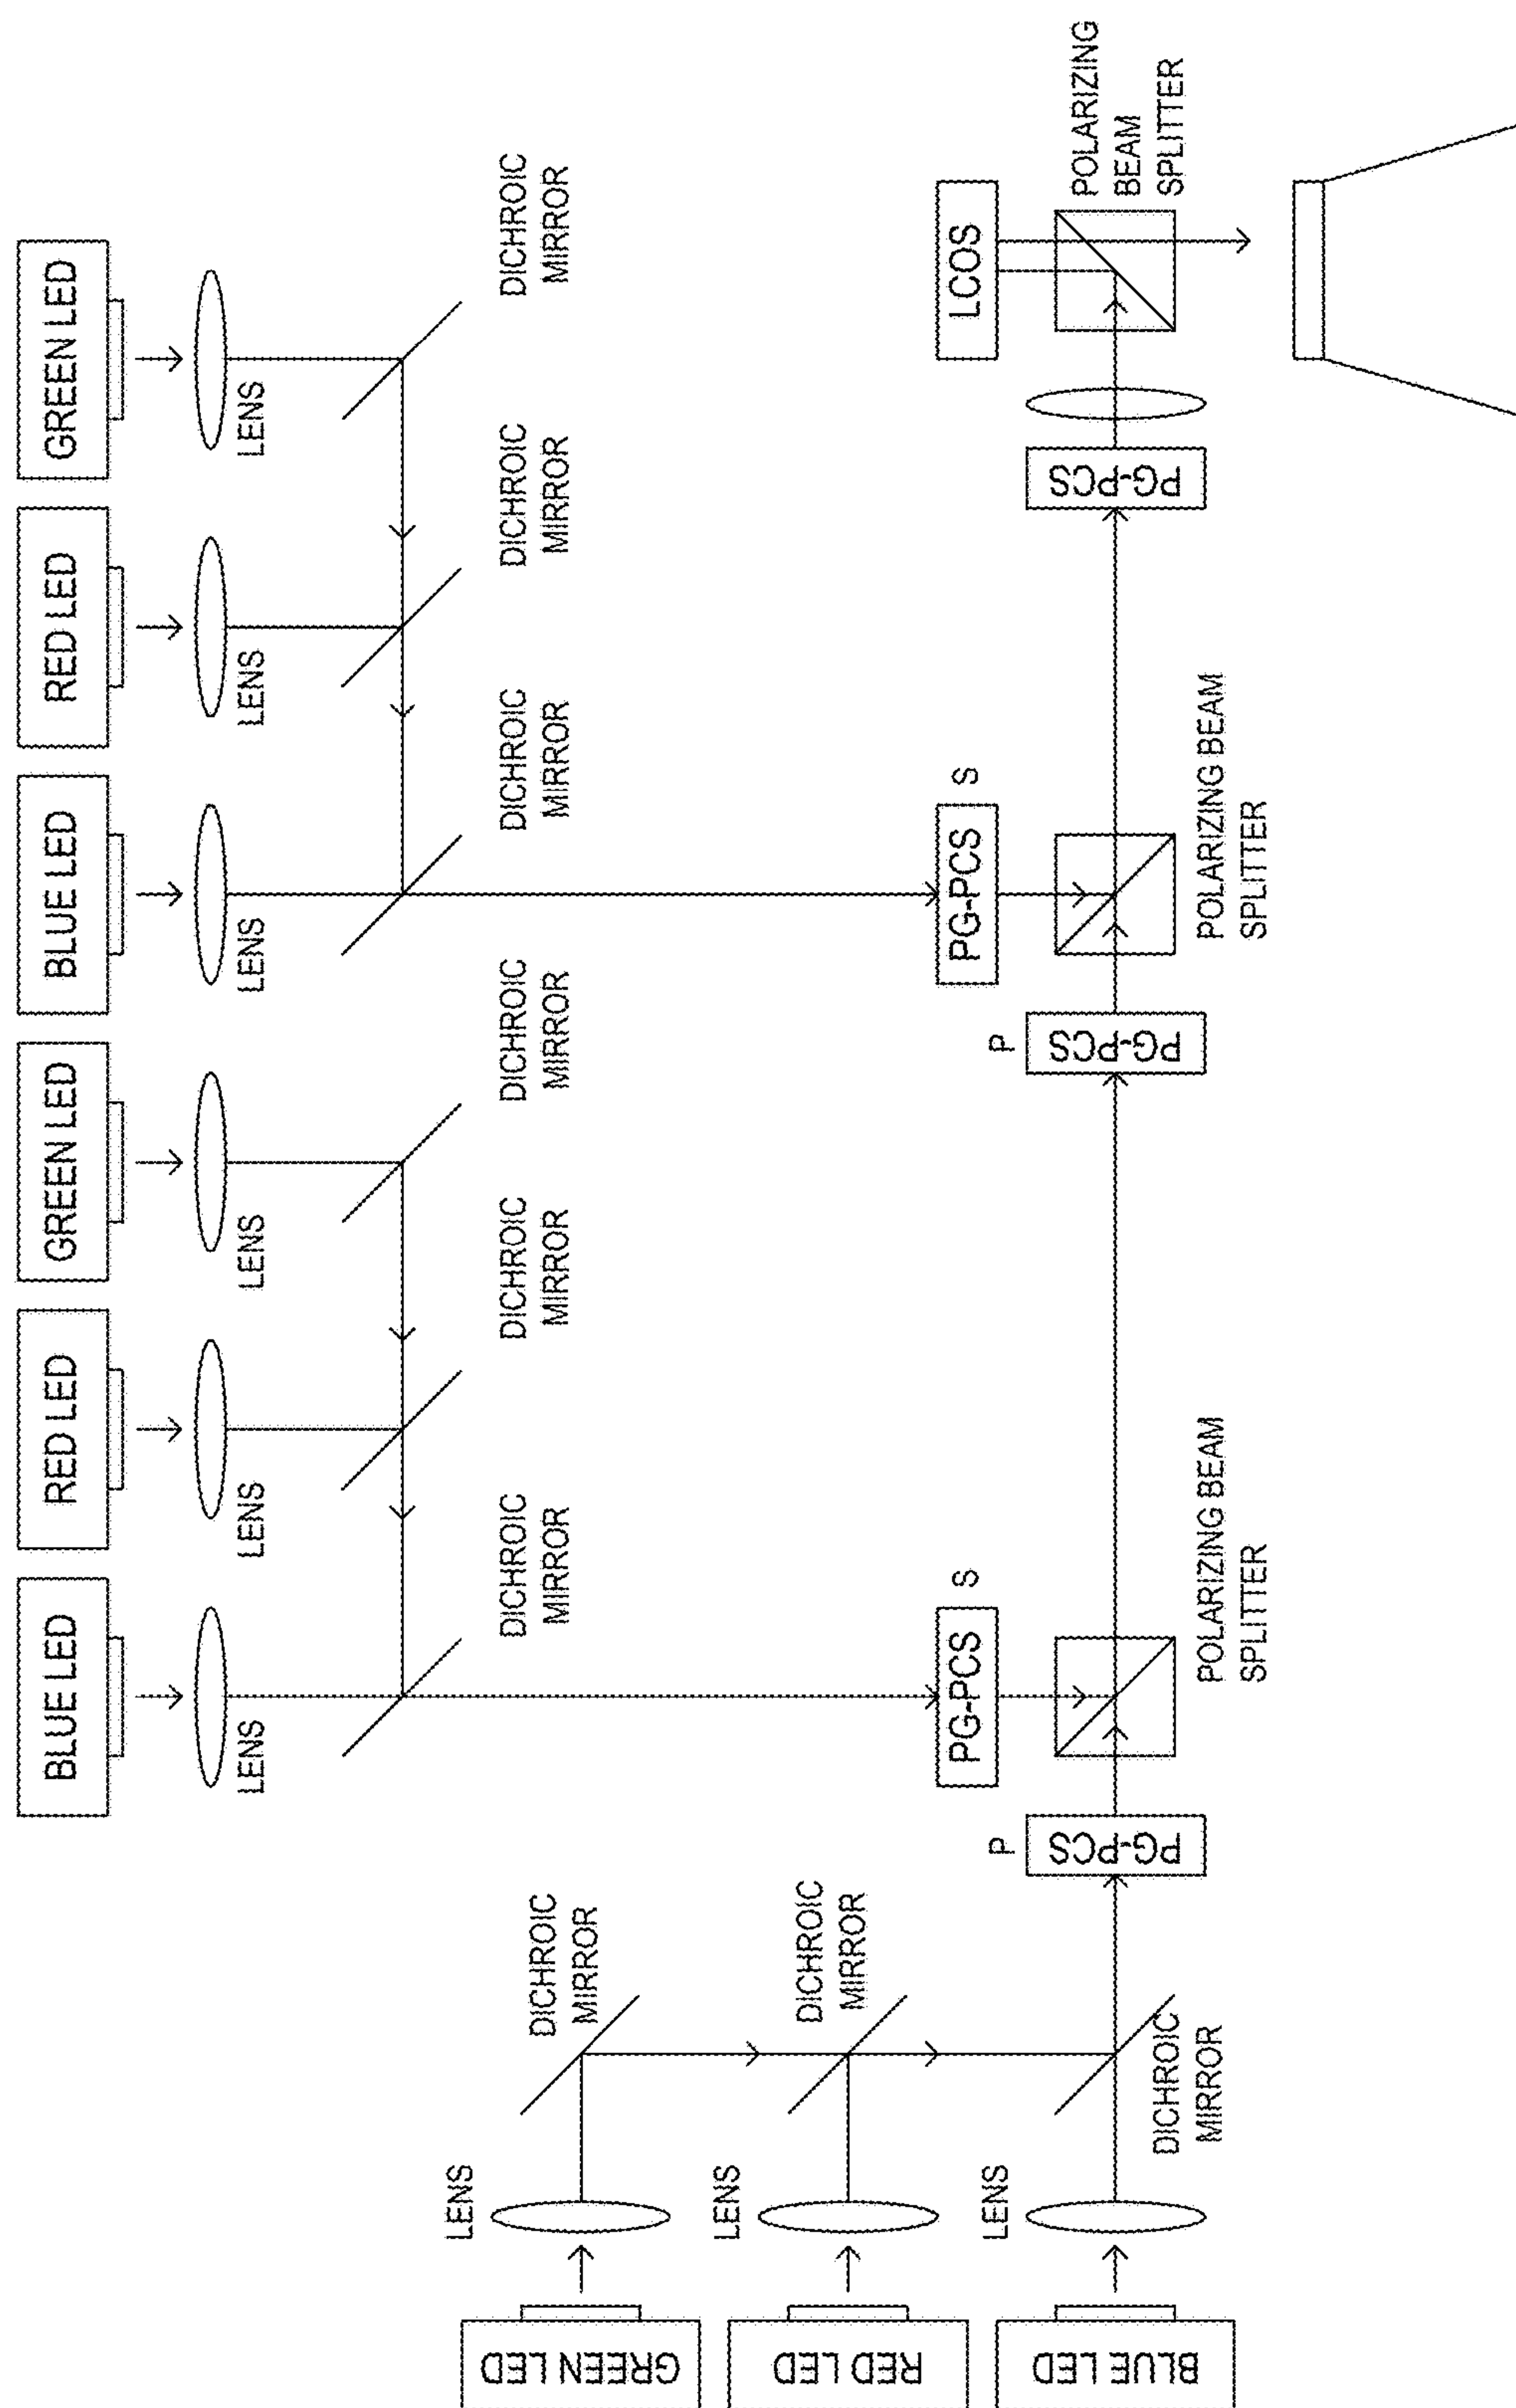 GREEN LED
RED LED
BLUE LED
GREEN LED
RED LED
BLUE LED
LENS
LENS
LENS
LENS
LENS
LENS
DICHROIC
MIRROR
DICHROIC
MIRROR
DICHROIC
MIRROR
DICHROIC
MIRROR
DICHROIC
MIRROR
DICHROIC
MIRROR
LCOS
POLARIZING
BEAM
SPLITTER
PG-PCS
PG-PCS
S
POLARIZING BEAM
SPLITTER
P
PG-PCS
PG-PCS
S
POLARIZING BEAM
SPLITTER
P
PG-PCS
DICHROIC
MIRROR
DICHROIC
MIRROR
DICHROIC
MIRROR
LENS
LENS
LENS
GREEN LED
RED LED
BLUE LED